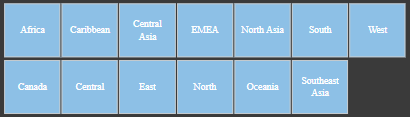 Africa
Caribbean
Central
Asia
EMEA
North Asia
South
West
Canada
Central
East
North
Oceania
Southeast
Asia